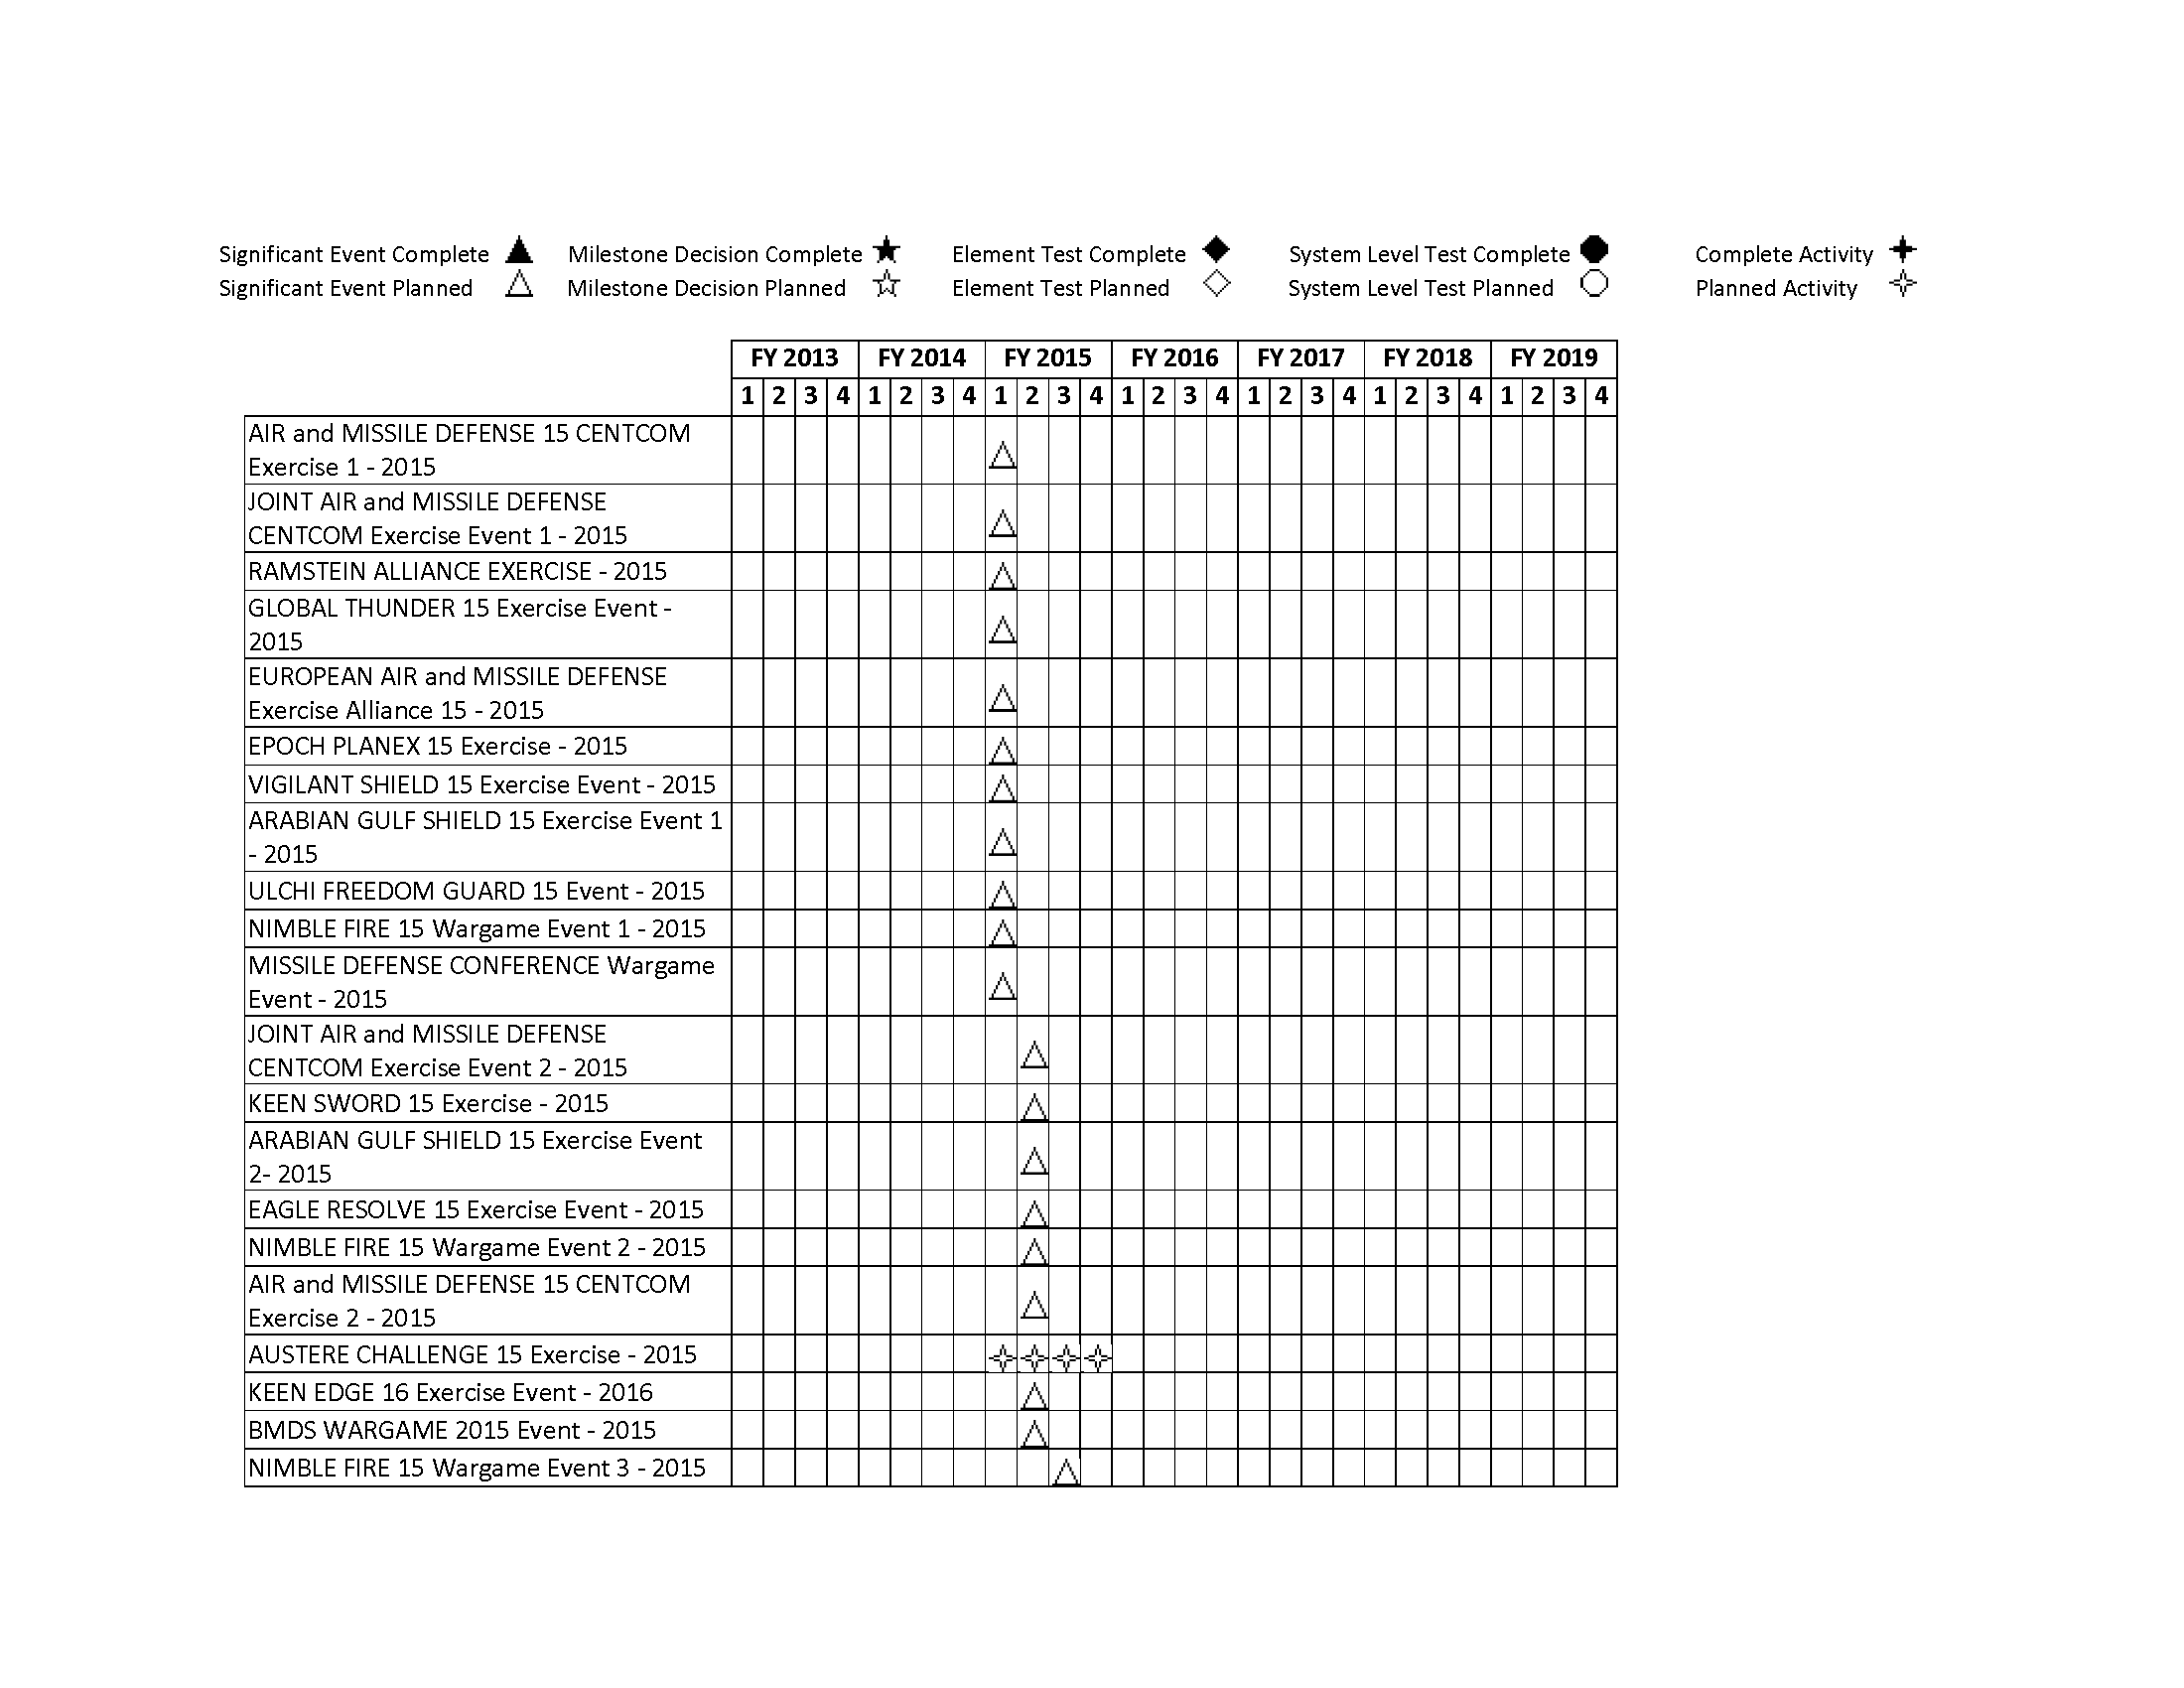 Significant Event Complete Milestone Decision Complete Element Test Complete System Level Test Complete Complete Activity
Significant Event Planned Milestone Decision Planned Element Test Planned System Level Test Planned Planned Activity
FY 2013 FY 2014 FY 2015 FY 2016 FY 2017 FY 2018 FY 2019
1 2 3 4 1 2 3 4 1 2 3 4 1 2 3 4 1 2 3 4 1 2 3 4 1 2 3 4
AIR and MISSILE DEFENSE 15 CENTCOM
Exercise 1 - 2015
JOINT AIR and MISSILE DEFENSE
CENTCOM Exercise Event 1 - 2015
RAMSTEIN ALLIANCE EXERCISE - 2015
GLOBAL THUNDER 15 Exercise Event -
2015
EUROPEAN AIR and MISSILE DEFENSE
Exercise Alliance 15 - 2015
EPOCH PLANEX 15 Exercise - 2015
VIGILANT SHIELD 15 Exercise Event - 2015
ARABIAN GULF SHIELD 15 Exercise Event 1
- 2015
ULCHI FREEDOM GUARD 15 Event - 2015
NIMBLE FIRE 15 Wargame Event 1 - 2015
MISSILE DEFENSE CONFERENCE Wargame
Event - 2015
JOINT AIR and MISSILE DEFENSE
CENTCOM Exercise Event 2 - 2015
KEEN SWORD 15 Exercise - 2015
ARABIAN GULF SHIELD 15 Exercise Event
2- 2015
EAGLE RESOLVE 15 Exercise Event - 2015
NIMBLE FIRE 15 Wargame Event 2 - 2015
AIR and MISSILE DEFENSE 15 CENTCOM
Exercise 2 - 2015
AUSTERE CHALLENGE 15 Exercise - 2015
KEEN EDGE 16 Exercise Event - 2016
BMDS WARGAME 2015 Event - 2015
NIMBLE FIRE 15 Wargame Event 3 - 2015